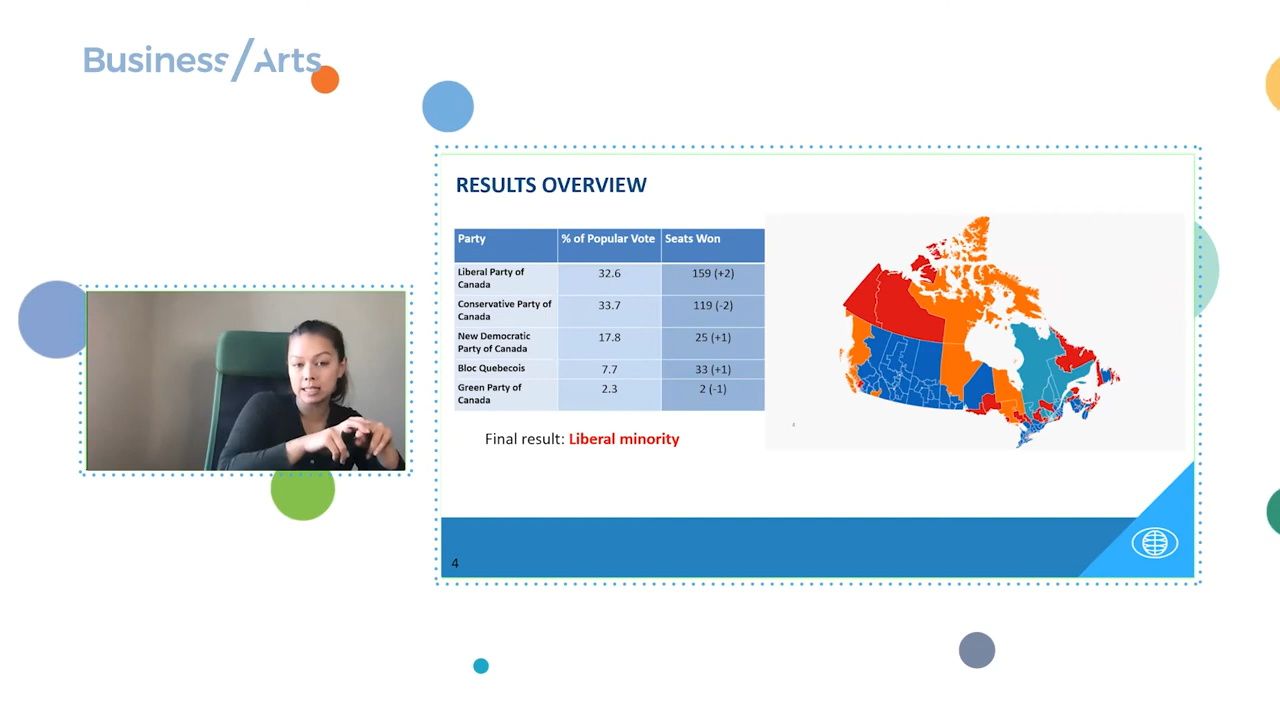 Business/Arts
RESULTS OVERVIEW
Party % of Popular Vote Seats Won
Liberal Party of
Canada 32.6 159 (+2)
Conservative Party of
Canada 33.7 119 (-2)
New Democratic
Party of Canada 17.8 25 (+1)
Bloc Quebecois 7.7 33 (+1)
Green Party of
Canada 2.3 2 (-1)
Final result: Liberal minority
4